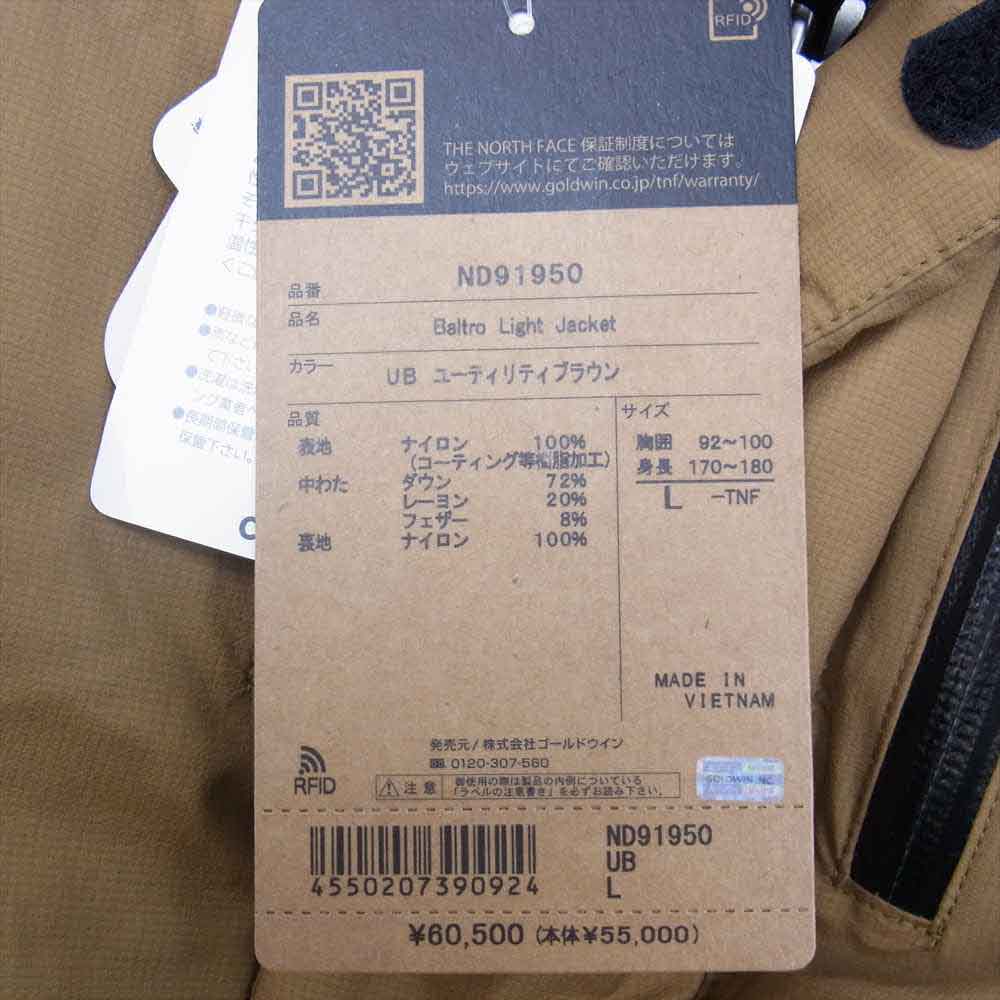 RFID
THE NORTH FACE 保証制度については
ウェブサイトにてご確認いただけます。
https://www.goldwin.co.jp/tnf/warranty/
品番 ND91950
品名 Baltro Light Jacket
カラー UB ユーティリティブラウン
品質
表地 ナイロン 100%
(コーティング等樹脂加工)
中わた ダウン 72%
レーヨン 20%
フェザー 8%
裏地 ナイロン 100%
サイズ
胸囲 92～100
身長 170～180
L -TNF
MADE IN
VIETNAM
発売元/株式会社ゴールドウイン
0120-307-560
RFID
注意 御使用の際は製品の内側についている
「ラベルの注意書き」を必ずお読み下さい。
GOLDWIN INC
4550207390924
ND91950
UB
L
¥60,500 (本体¥55,000)